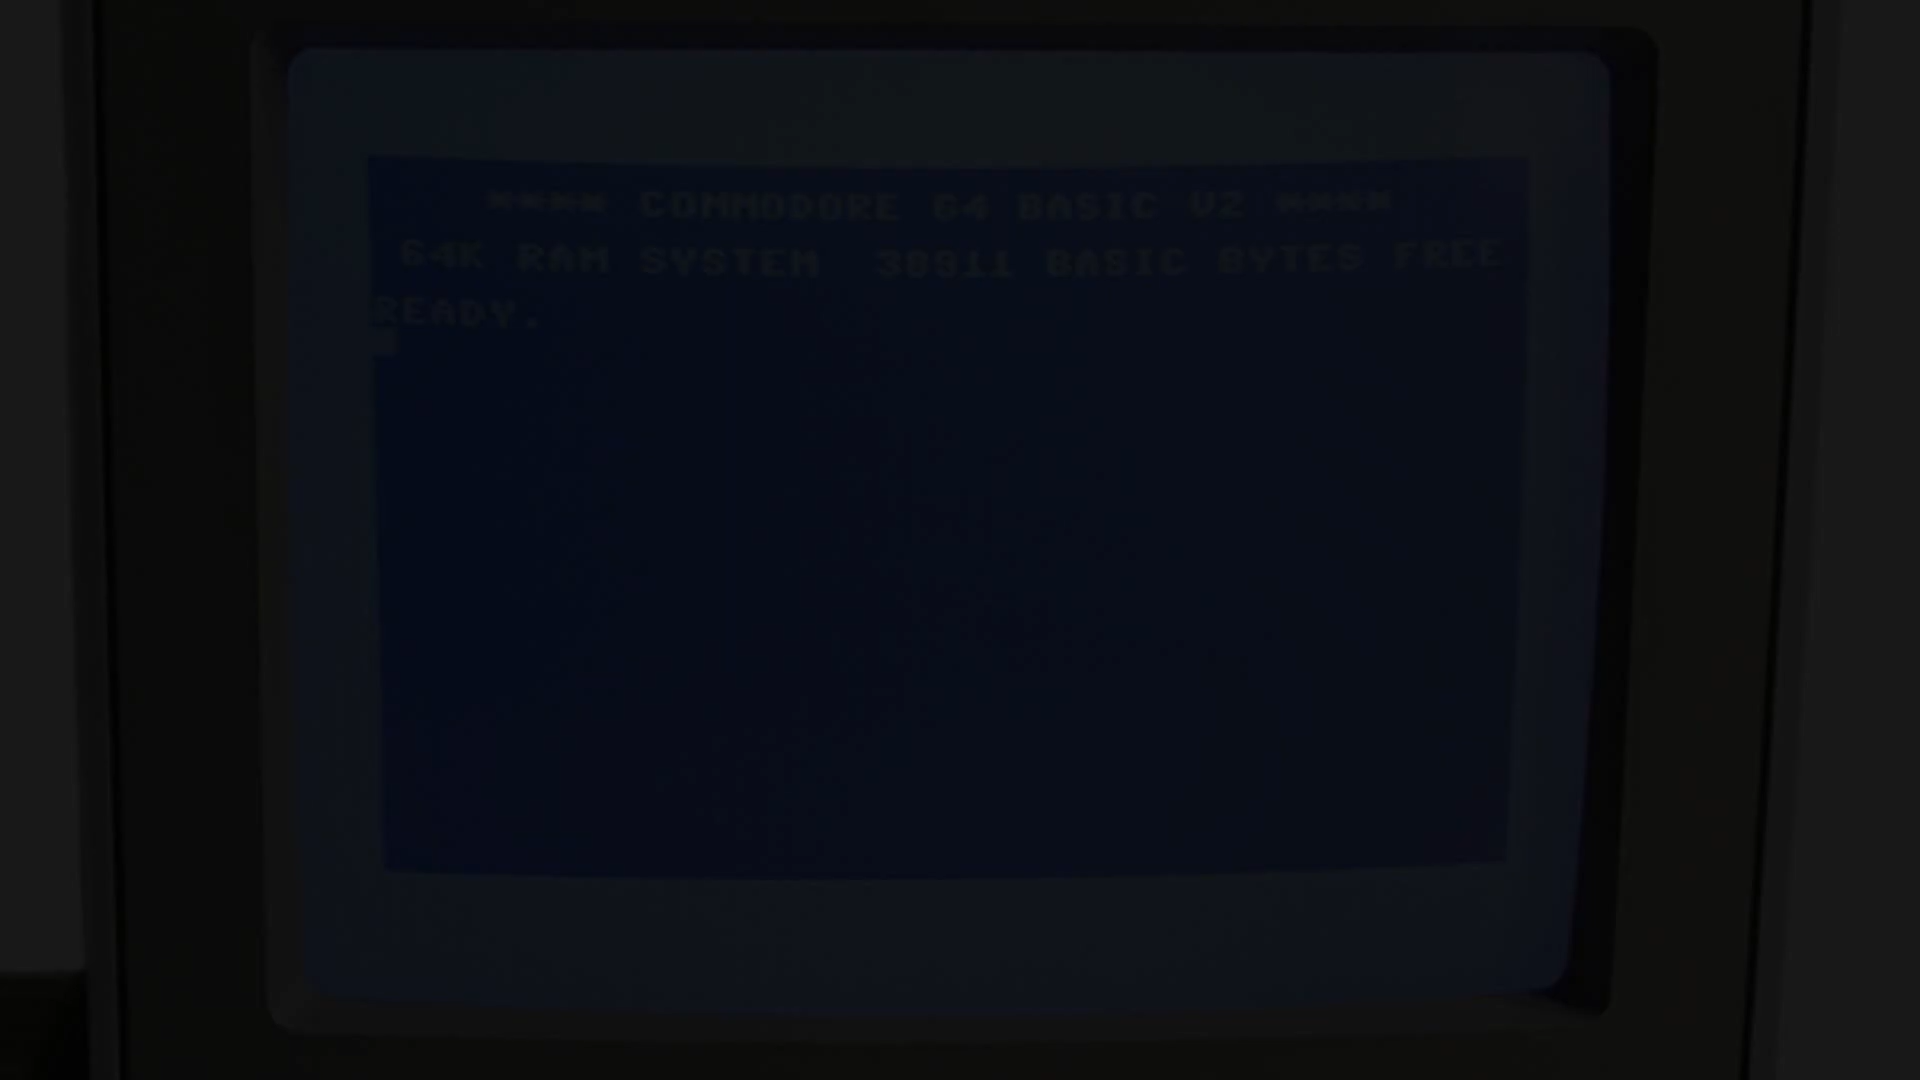 **** COMMODORE 64 BASIC V2 ****
64K RAM SYSTEM  38911 BASIC BYTES FREE
READY.